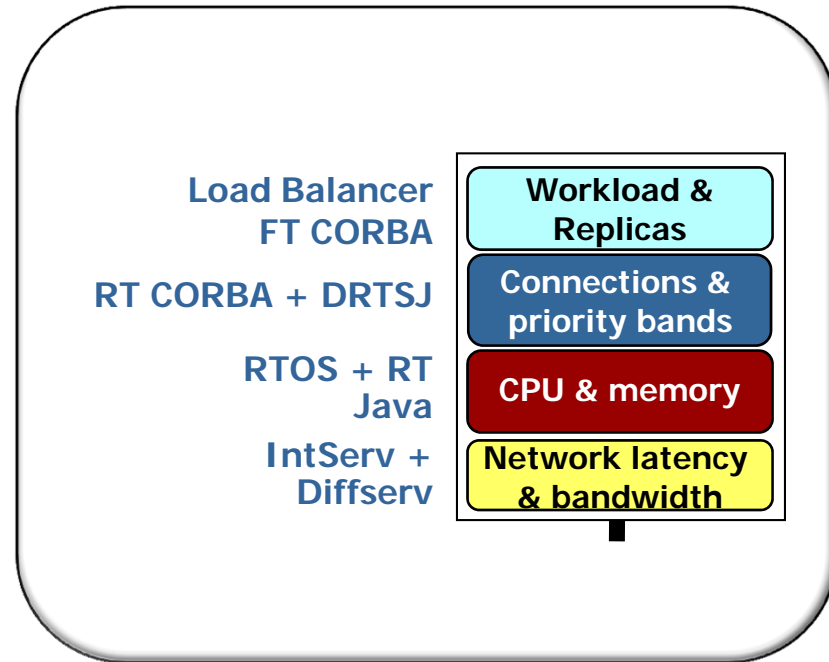 Load Balancer
FT CORBA
Workload &
Replicas
RT CORBA + DRTSJ
Connections &
priority bands
RTOS + RT
Java
CPU & memory
IntServ +
Diffserv
Network latency
& bandwidth